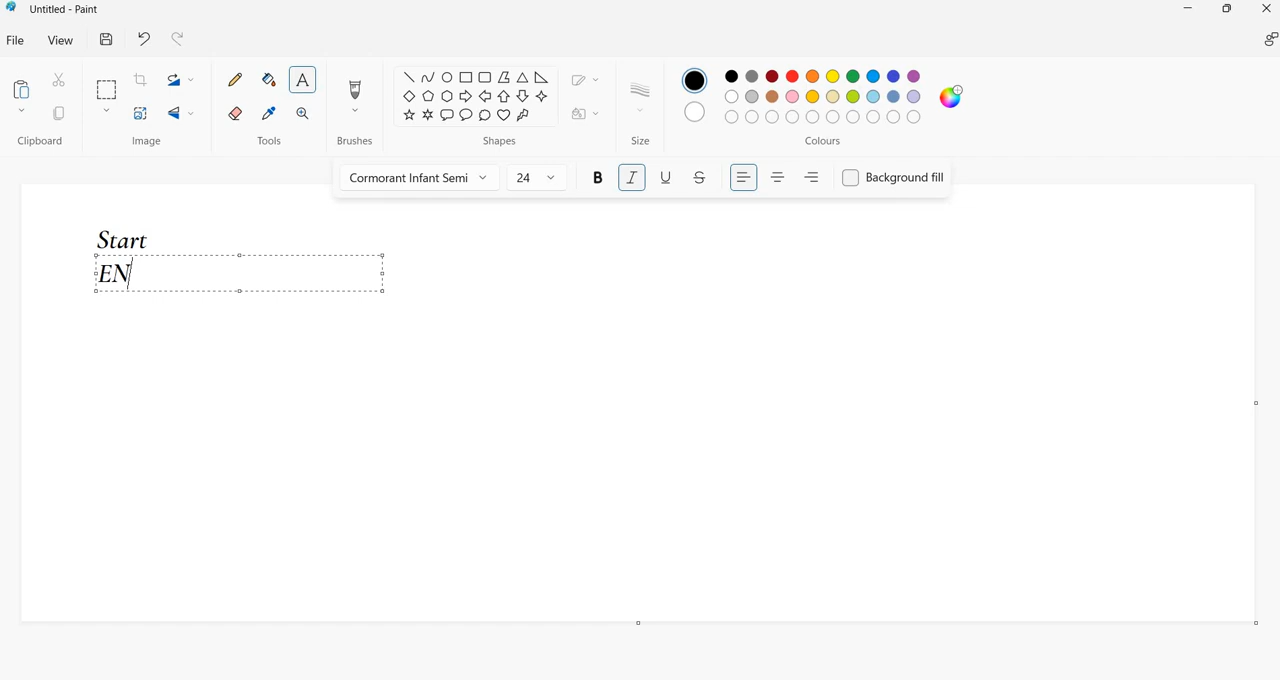 Untitled - Paint
File View
Clipboard Image Tools Brushes Shapes Size Colours
Cormorant Infant Semi 24 B I U S Background fill
Start
EN